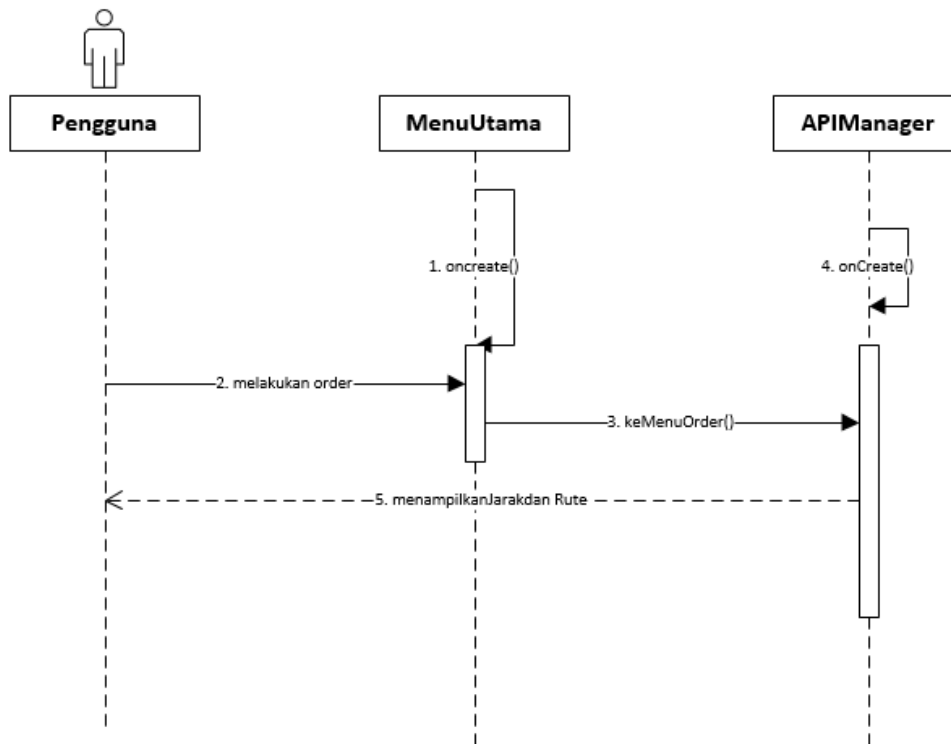 Pengguna
MenuUtama
APIManager
1. oncreate()
4. onCreate()
2. melakukan order
3. keMenuOrder()
5. menampilkanJarakdan Rute